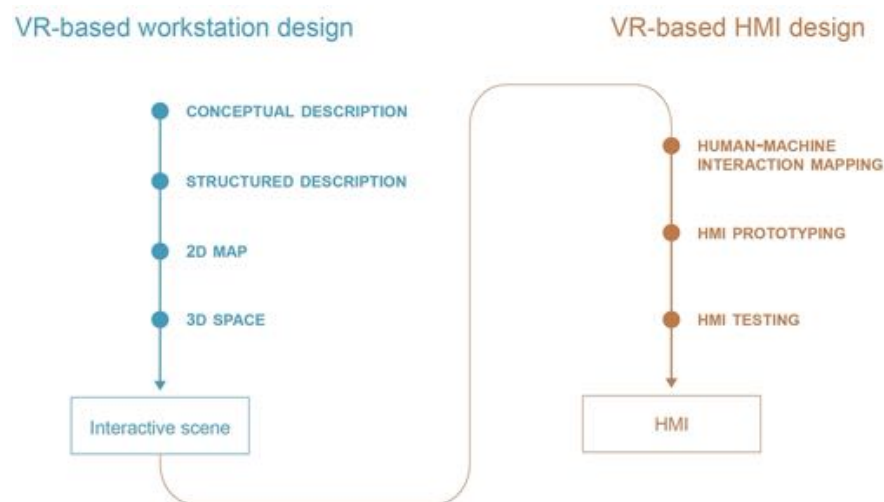 VR-based workstation design
CONCEPTUAL DESCRIPTION
STRUCTURED DESCRIPTION
2D MAP
3D SPACE
Interactive scene
VR-based HMI design
HUMAN-MACHINE
INTERACTION MAPPING
HMI PROTOTYPING
HMI TESTING
HMI